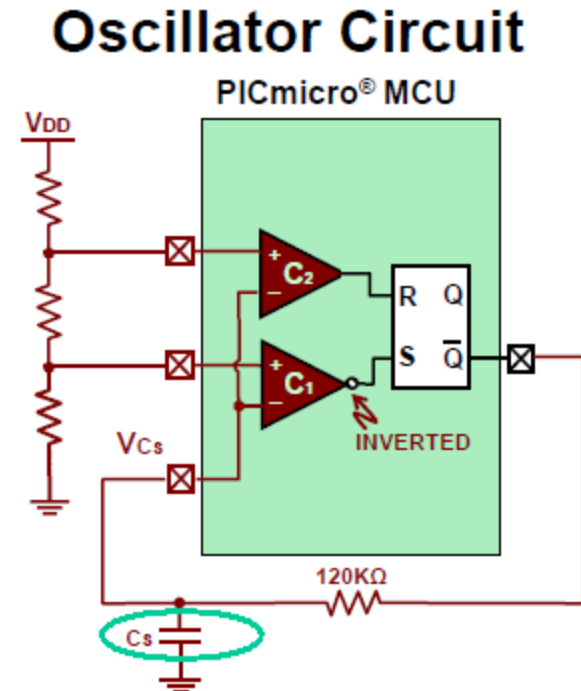 Oscillator Circuit
PICmicro® MCU
VDD
+
C2
–
R Q
+
C1
–
S Q̅
INVERTED
VCs
120KΩ
Cs